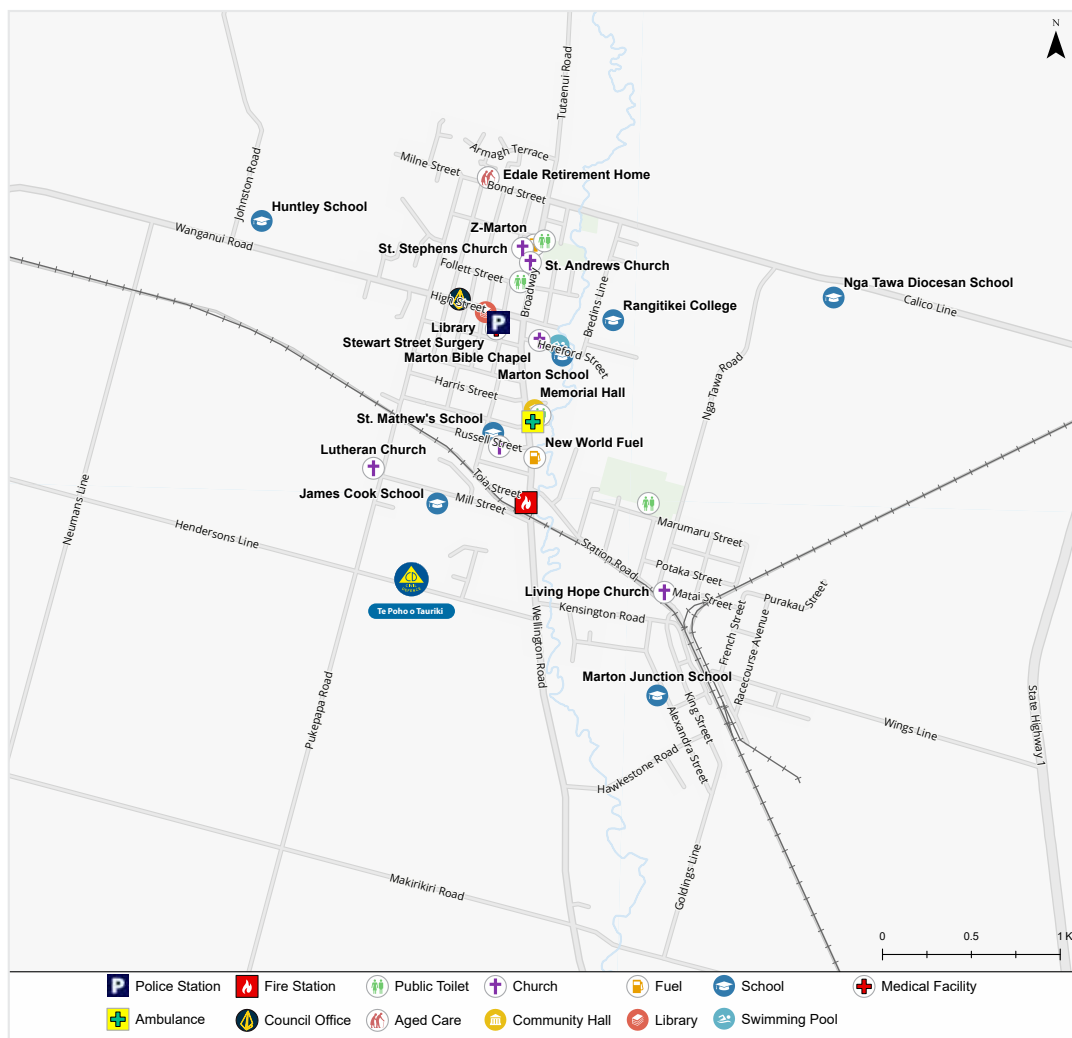 N
Tutaenui Road
Armagh Terrace
Milne Street
Edale Retirement Home
Bond Street
Johnston Road
Huntley School
Wanganui Road
Z-Marton
St. Stephens Church
St. Andrews Church
Follett Street
Broadway
Nga Tawa Diocesan School
Calico Line
High Street
Bredins Line
Rangitikei College
Library
Stewart Street Surgery
Hereford Street
Marton Bible Chapel
Marton School
Nga Tawa Road
Harris Street
Memorial Hall
St. Mathew's School
Russell Street
New World Fuel
Lutheran Church
Toia Street
James Cook School
Mill Street
Neumans Line
Hendersons Line
Marumaru Street
Station Road
Potaka Street
CD
CIVIL
DEFENCE
Te Poho o Tauriki
Living Hope Church
Matai Street
Purakau Street
Kensington Road
French Street
Racecourse Avenue
Wellington Road
Marton Junction School
Pukepapa Road
King Street
Alexandra Street
Wings Line
State Highway 1
Hawkestone Road
Makirikiri Road
Goldings Line
0 0.5 1 K
Police Station
Fire Station
Public Toilet
Church
Fuel
School
Medical Facility
Ambulance
Council Office
Aged Care
Community Hall
Library
Swimming Pool